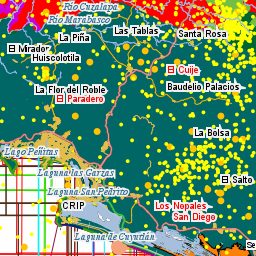 Río Cuzalapa
Río Marabasco
La Piña
Las Tablas
Santa Rosa
El Mirador
Huiscolotila
El Cuije
La Flor del Roble
El Paradero
Baudelio Palacios
La Bolsa
Lago Peñitas
Laguna las Garzas
El Salto
Laguna San Pedrito
CRIP
Los Nopales
San Diego
Laguna de Cuyutlán
Se